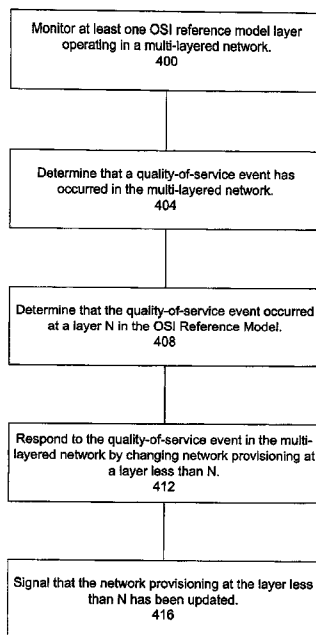 Monitor at least one OSI reference model layer
operating in a multi-layered network.
400
Determine that a quality-of-service event has
occurred in the multi-layered network.
404
Determine that the quality-of-service event occurred
at a layer N in the OSI Reference Model.
408
Respond to the quality-of-service event in the multi-
layered network by changing network provisioning at
a layer less than N.
412
Signal that the network provisioning at the layer less
than N has been updated.
416